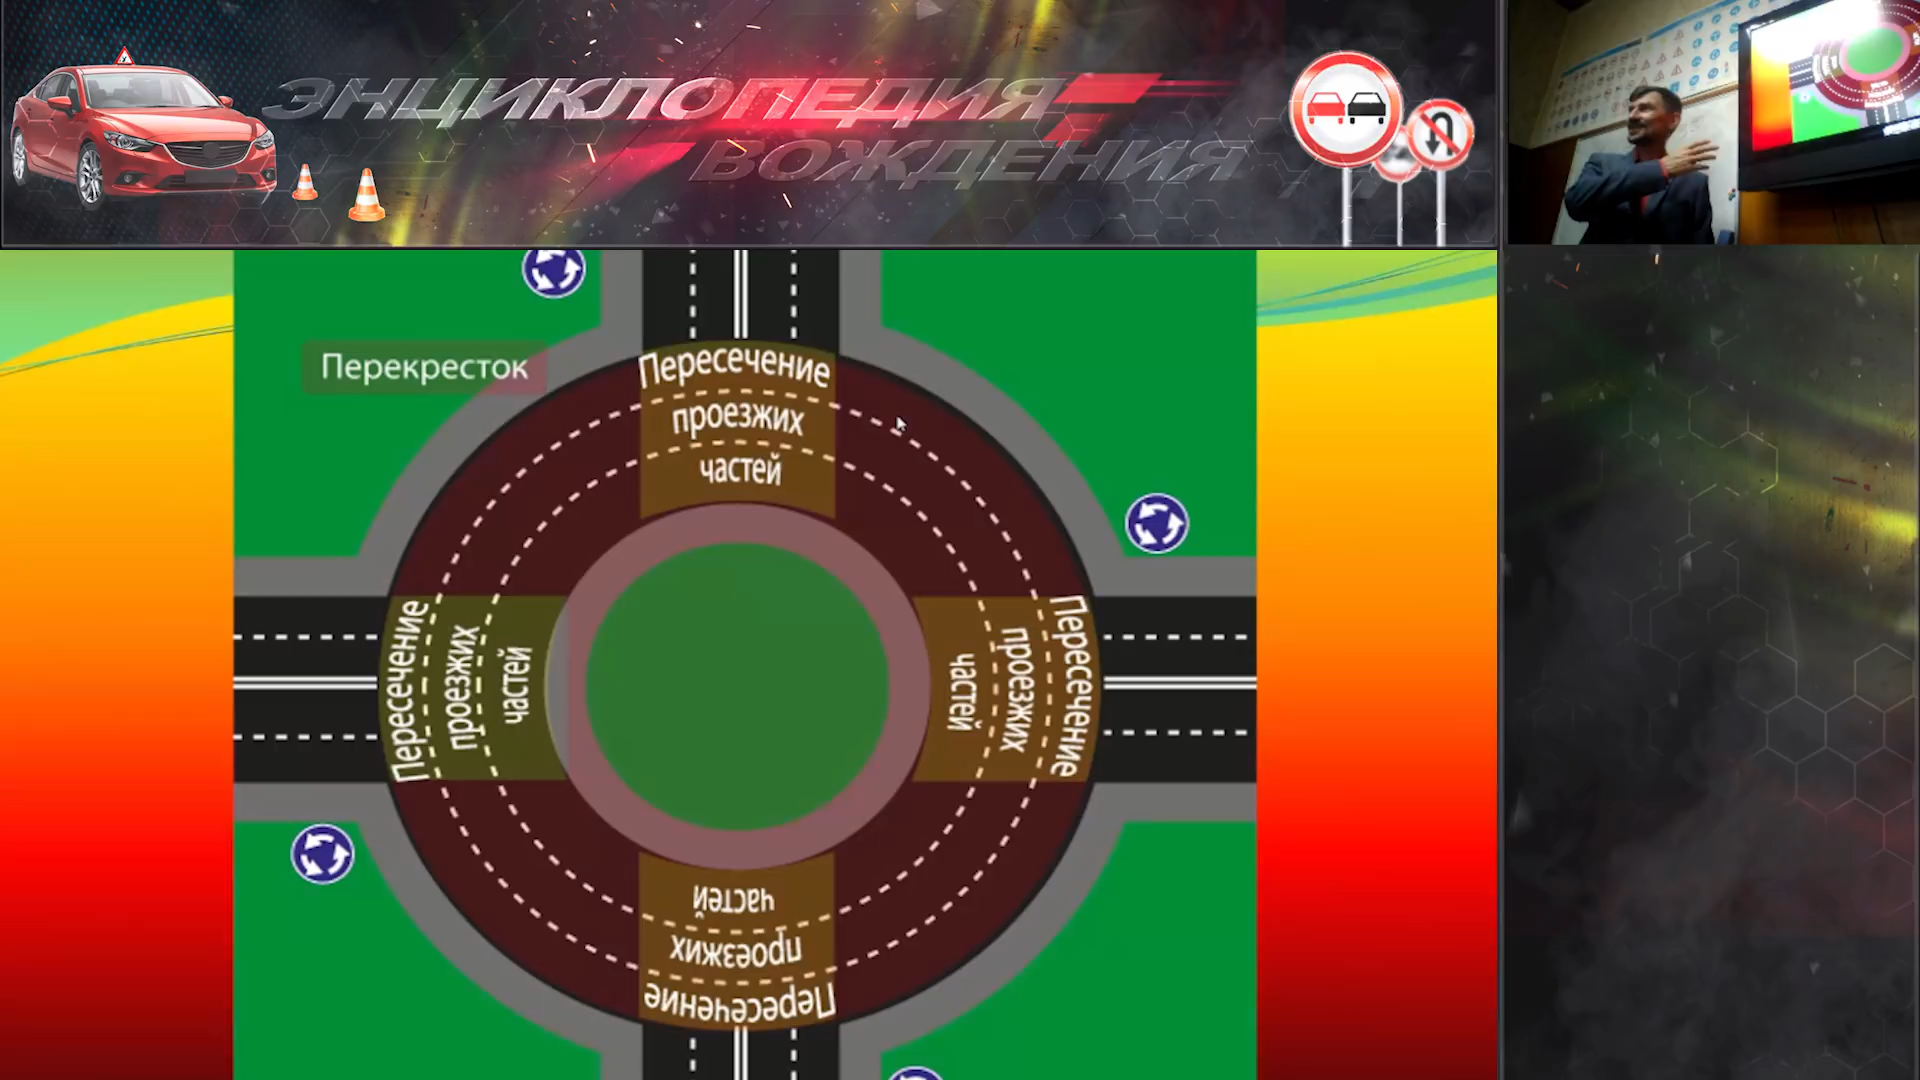 ЭНЦИКЛОПЕДИЯ
ВОЖДЕНИЯ
Перекресток
Пересечение
проезжих
частей
Пересечение
проезжих
частей
Пересечение
проезжих
частей
Пересечение
проезжих
частей